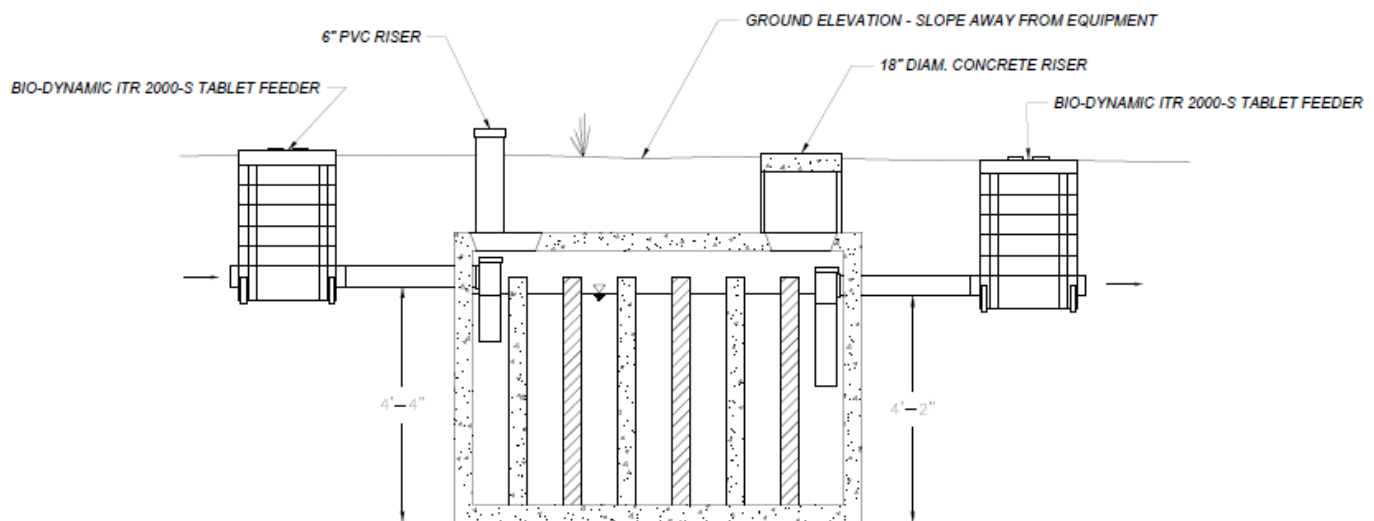 GROUND ELEVATION - SLOPE AWAY FROM EQUIPMENT
6" PVC RISER
18" DIAM. CONCRETE RISER
BIO-DYNAMIC ITR 2000-S TABLET FEEDER
BIO-DYNAMIC ITR 2000-S TABLET FEEDER
4'-4"
4'-2"